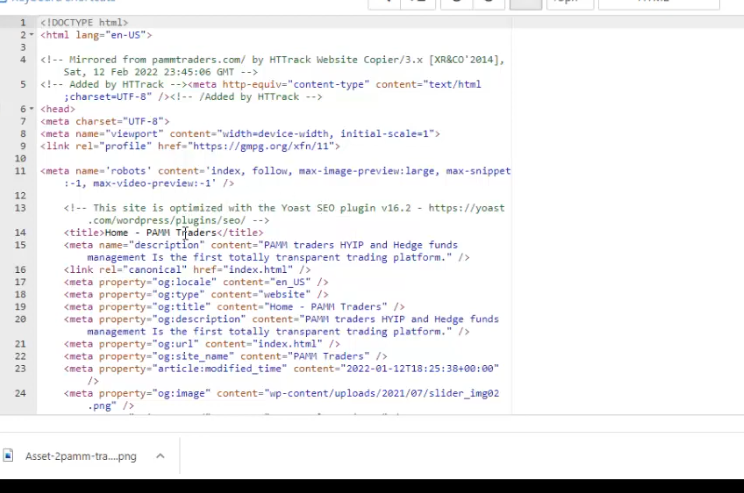 1 <!DOCTYPE html>
2 <html lang="en-US">
3
4 <!-- Mirrored from pammtraders.com/ by HTTrack Website Copier/3.x [XR&CO'2014],
Sat, 12 Feb 2022 23:45:06 GMT -->
5 <!-- Added by HTTrack --><meta http-equiv="content-type" content="text/html
;charset=UTF-8" /><!-- /Added by HTTrack -->
6 <head>
7 <meta charset="UTF-8">
8 <meta name="viewport" content="width=device-width, initial-scale=1">
9 <link rel="profile" href="https://gmpg.org/xfn/11">
10
11 <meta name='robots' content='index, follow, max-image-preview:large, max-snippet
:-1, max-video-preview:-1' />
12
13 <!-- This site is optimized with the Yoast SEO plugin v16.2 - https://yoast
.com/wordpress/plugins/seo/ -->
14 <title>Home - PAMM Traders</title>
15 <meta name="description" content="PAMM traders HYIP and Hedge funds
management Is the first totally transparent trading platform." />
16 <link rel="canonical" href="index.html" />
17 <meta property="og:locale" content="en_US" />
18 <meta property="og:type" content="website" />
19 <meta property="og:title" content="Home - PAMM Traders" />
20 <meta property="og:description" content="PAMM traders HYIP and Hedge funds
management Is the first totally transparent trading platform." />
21 <meta property="og:url" content="index.html" />
22 <meta property="og:site_name" content="PAMM Traders" />
23 <meta property="article:modified_time" content="2022-01-12T18:25:38+00:00"
/>
24 <meta property="og:image" content="wp-content/uploads/2021/07/slider_img02
.png" />
Asset-2pamm-tra....png